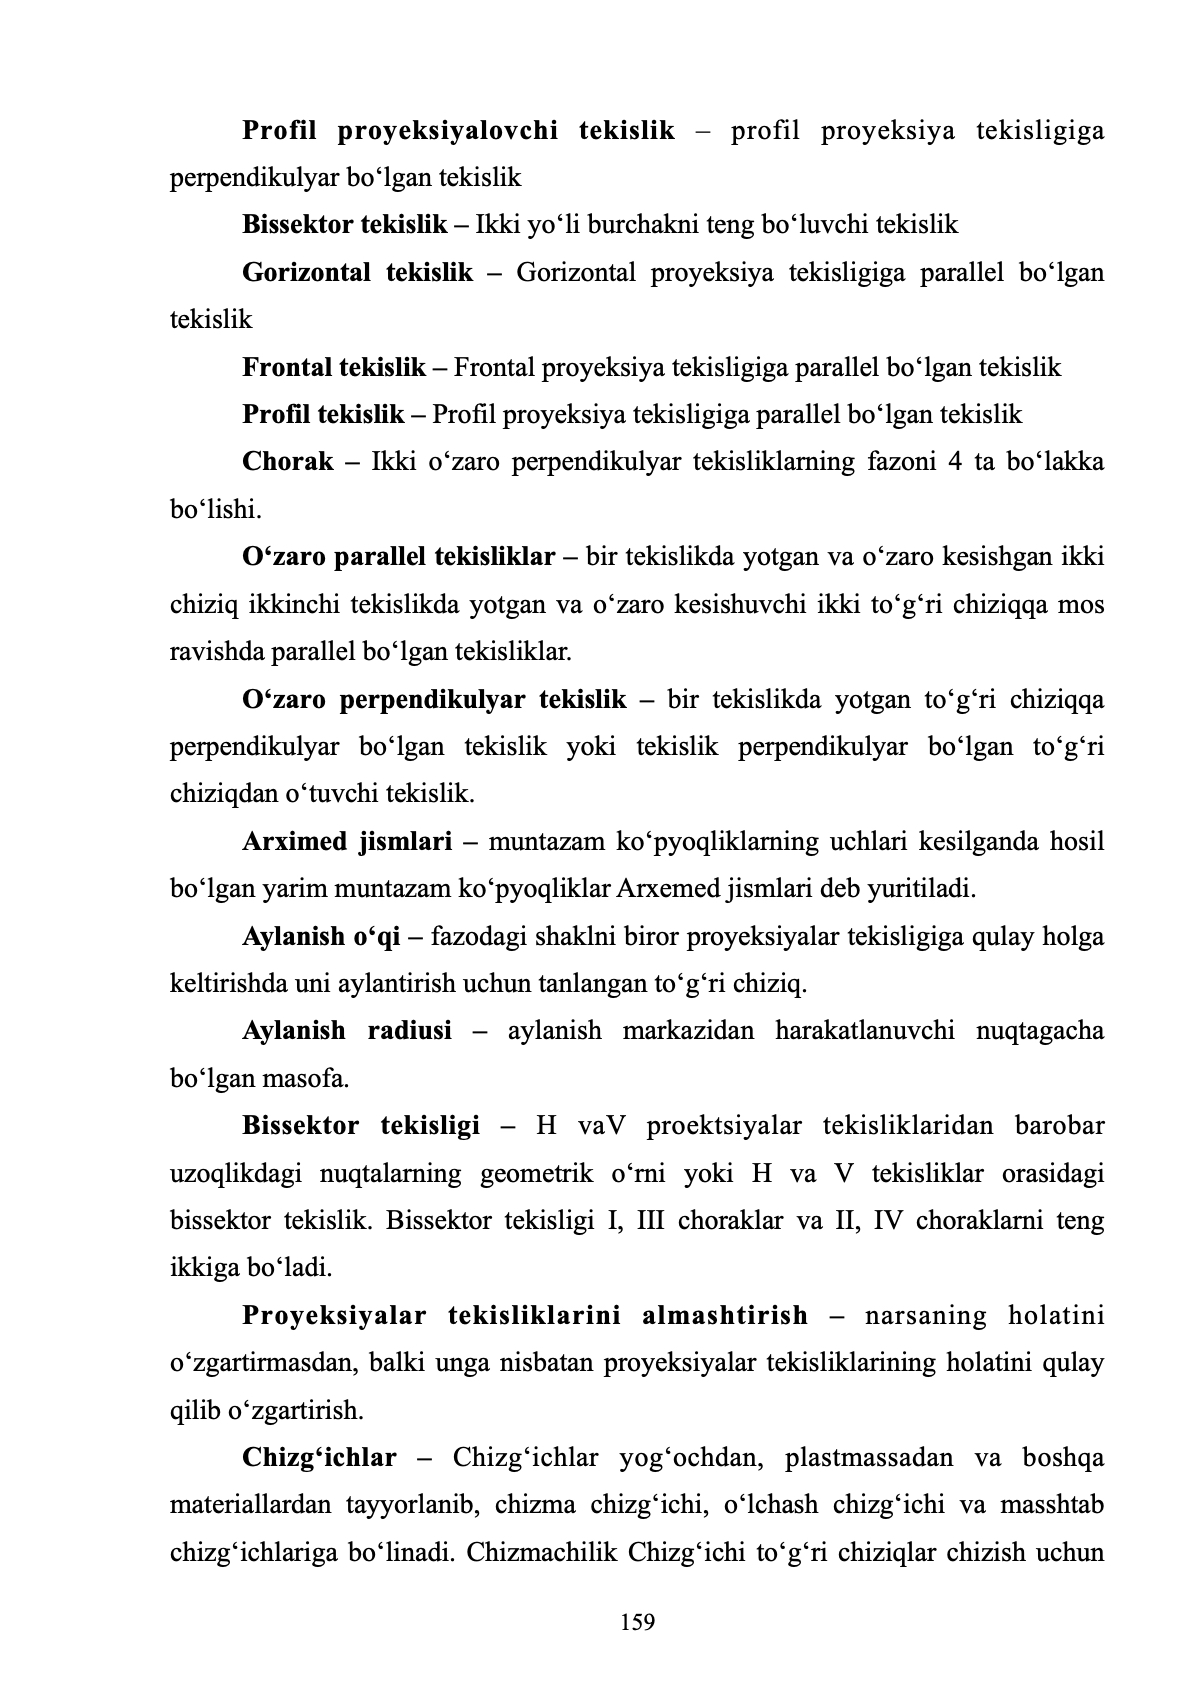 Profil proyeksiyalovchi tekislik – profil proyeksiya tekisligiga
perpendikulyar bo‘lgan tekislik
Bissektor tekislik – Ikki yo‘li burchakni teng bo‘luvchi tekislik
Gorizontal tekislik – Gorizontal proyeksiya tekisligiga parallel bo‘lgan
tekislik
Frontal tekislik – Frontal proyeksiya tekisligiga parallel bo‘lgan tekislik
Profil tekislik – Profil proyeksiya tekisligiga parallel bo‘lgan tekislik
Chorak – Ikki o‘zaro perpendikulyar tekisliklarning fazoni 4 ta bo‘lakka
bo‘lishi.
O‘zaro parallel tekisliklar – bir tekislikda yotgan va o‘zaro kesishgan ikki
chiziq ikkinchi tekislikda yotgan va o‘zaro kesishuvchi ikki to‘g‘ri chiziqqa mos
ravishda parallel bo‘lgan tekisliklar.
O‘zaro perpendikulyar tekislik – bir tekislikda yotgan to‘g‘ri chiziqqa
perpendikulyar bo‘lgan tekislik yoki tekislik perpendikulyar bo‘lgan to‘g‘ri
chiziqdan o‘tuvchi tekislik.
Arximed jismlari – muntazam ko‘pyoqliklarning uchlari kesilganda hosil
bo‘lgan yarim muntazam ko‘pyoqliklar Arxemed jismlari deb yuritiladi.
Aylanish o‘qi – fazodagi shaklni biror proyeksiyalar tekisligiga qulay holga
keltirishda uni aylantirish uchun tanlangan to‘g‘ri chiziq.
Aylanish radiusi – aylanish markazidan harakatlanuvchi nuqtagacha
bo‘lgan masofa.
Bissektor tekisligi – H vaV proektsiyalar tekisliklaridan barobar
uzoqlikdagi nuqtalarning geometrik o‘rni yoki H va V tekisliklar orasidagi
bissektor tekislik. Bissektor tekisligi I, III choraklar va II, IV choraklarni teng
ikkiga bo‘ladi.
Proyeksiyalar tekisliklarini almashtirish – narsaning holatini
o‘zgartirmasdan, balki unga nisbatan proyeksiyalar tekisliklarining holatini qulay
qilib o‘zgartirish.
Chizg‘ichlar – Chizg‘ichlar yog‘ochdan, plastmassadan va boshqa
materiallardan tayyorlanib, chizma chizg‘ichi, o‘lchash chizg‘ichi va masshtab
chizg‘ichlariga bo‘linadi. Chizmachilik Chizg‘ichi to‘g‘ri chiziqlar chizish uchun
159